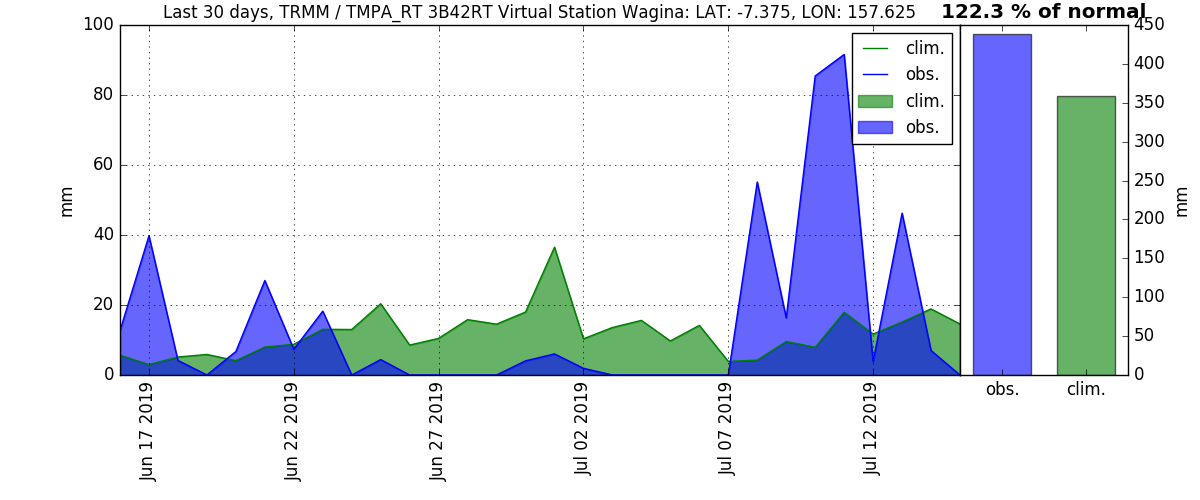 Last 30 days, TRMM / TMPA_RT 3B42RT Virtual Station Wagina: LAT: -7.375, LON: 157.625
122.3 % of normal
100
80
60
40
20
0
mm
clim.
obs.
clim.
obs.
Jun 17 2019
Jun 22 2019
Jun 27 2019
Jul 02 2019
Jul 07 2019
Jul 12 2019
450
400
350
300
250
200
150
100
50
0
mm
obs.
clim.